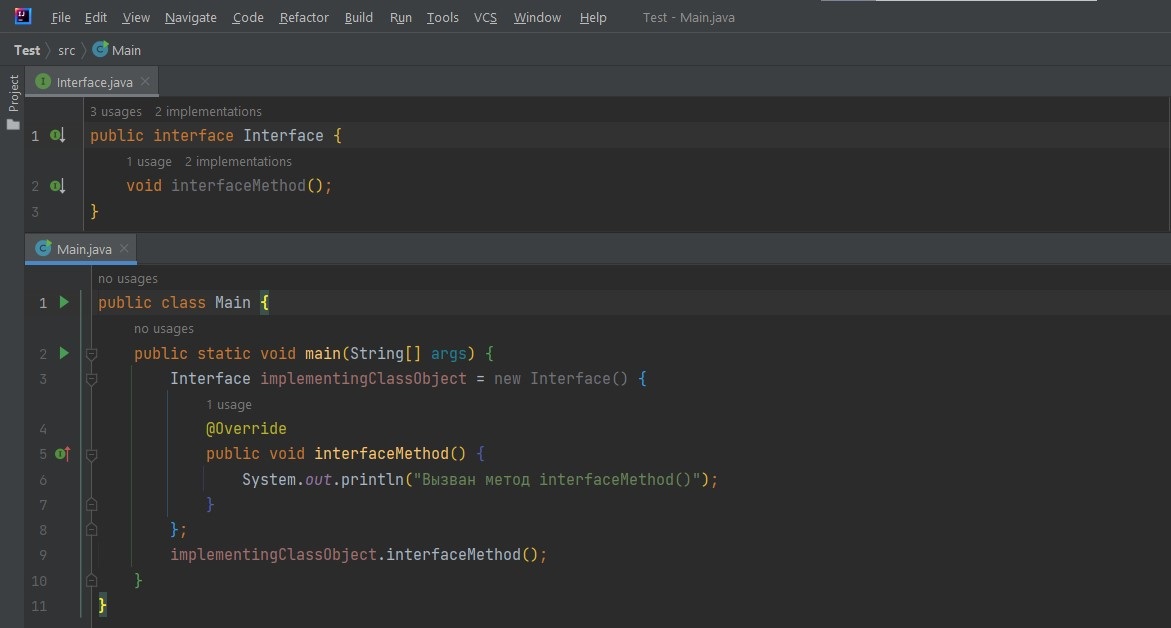 File Edit View Navigate Code Refactor Build Run Tools VCS Window Help Test - Main.java
Test src Main
Project
Interface.java
3 usages 2 implementations
1 public interface Interface {
1 usage 2 implementations
2 void interfaceMethod();
3 }
Main.java
no usages
1 public class Main {
no usages
2 public static void main(String[] args) {
3 Interface implementingClassObject = new Interface() {
1 usage
4 @Override
5 public void interfaceMethod() {
6 System.out.println("Вызван метод interfaceMethod()");
7 }
8 };
9 implementingClassObject.interfaceMethod();
10 }
11 }